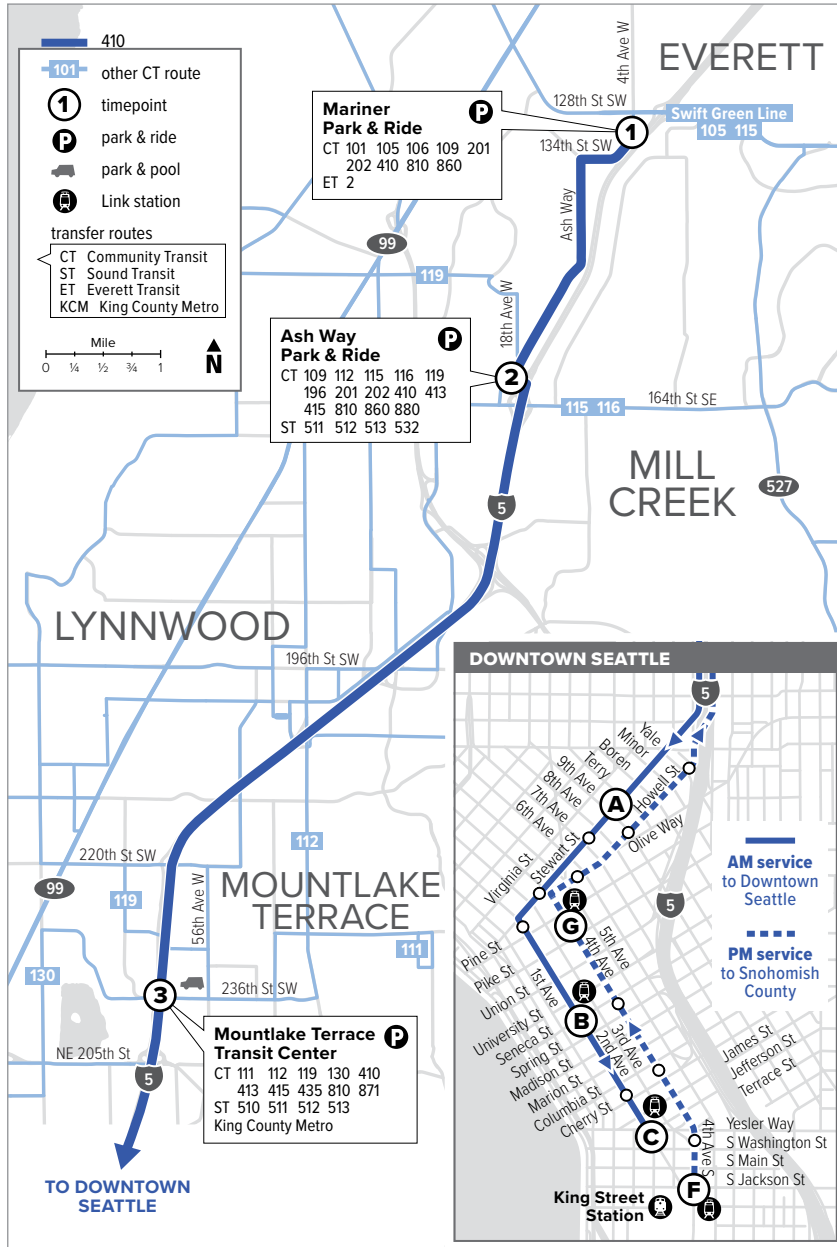 410
101 other CT route
1 timepoint
P park & ride
park & pool
Link station
transfer routes
CT Community Transit
ST Sound Transit
ET Everett Transit
KCM King County Metro
Mile
0 ¼ ½ ¾ 1
N
EVERETT
4th Ave W
128th St SW
Swift Green Line
105 115
1
134th St SW
Mariner
Park & Ride
P
CT 101 105 106 109 201
202 410 810 860
ET 2
Ash Way
99
119
18th Ave W
Ash Way
Park & Ride
P
CT 109 112 115 116 119
196 201 202 410 413
415 810 860 880
ST 511 512 513 532
2
115 116
164th St SE
MILL
CREEK
527
5
LYNNWOOD
196th St SW
112
220th St SW
99
119
56th Ave W
MOUNTLAKE
TERRACE
111
130
3
236th St SW
NE 205th St
5
Mountlake Terrace
Transit Center
P
CT 111 112 119 130 410
413 415 435 810 871
ST 510 511 512 513
King County Metro
TO DOWNTOWN
SEATTLE
DOWNTOWN SEATTLE
5
Yale
Minor
Boren
Terry
9th Ave
8th Ave
7th Ave
6th Ave
A
Howell St
Olive Way
Stewart St
Virginia St
G
5th Ave
4th Ave
5
AM service
to Downtown
Seattle
PM service
to Snohomish
County
Pine St
Pike St
Union St
University St
Seneca St
Spring St
Madison St
Marion St
Columbia St
Cherry St
1st Ave
B
3rd Ave
2nd Ave
C
James St
Jefferson St
Terrace St
Yesler Way
S Washington St
S Main St
S Jackson St
4th Ave S
F
King Street
Station